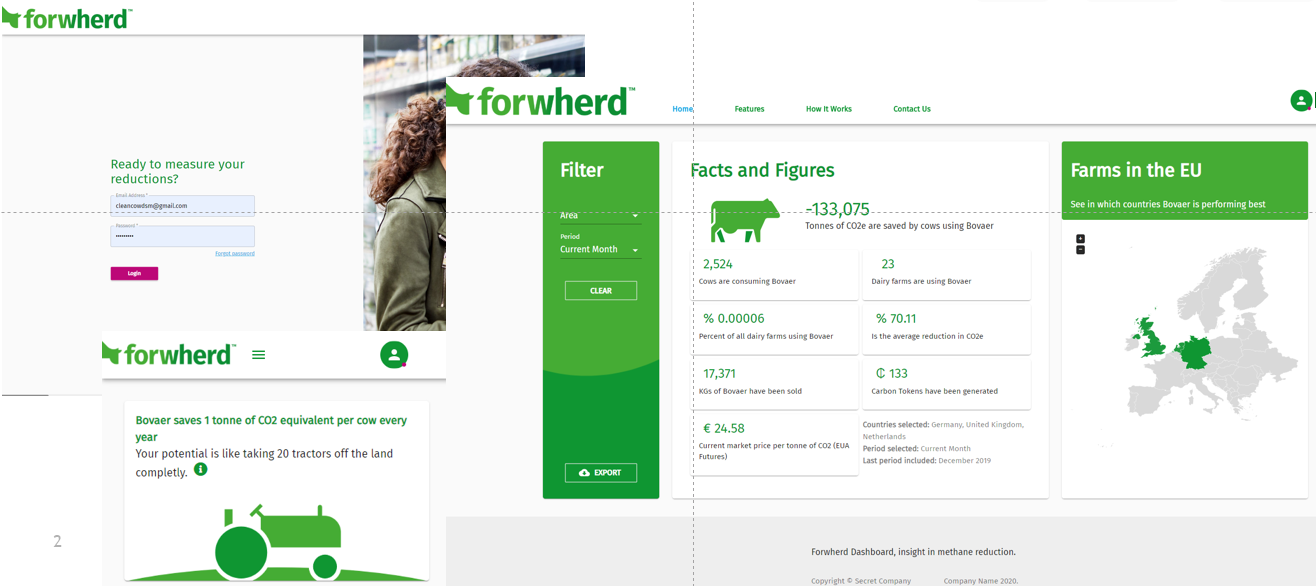 forwherd™
Ready to measure your
reductions?
Email Address *
cleancowdsm@gmail.com
Password *
•••••••••
Forgot password
Login
forwherd™
Bovaer saves 1 tonne of CO2 equivalent per cow every
year
Your potential is like taking 20 tractors off the land
completly.
2
forwherd™
Home
Features
How It Works
Contact Us
Filter
Area
Period
Current Month
CLEAR
EXPORT
Facts and Figures
-133,075
Tonnes of CO2e are saved by cows using Bovaer
2,524
Cows are consuming Bovaer
23
Dairy farms are using Bovaer
% 0.00006
Percent of all dairy farms using Bovaer
% 70.11
Is the average reduction in CO2e
17,371
KGs of Bovaer have been sold
₵ 133
Carbon Tokens have been generated
€ 24.58
Current market price per tonne of CO2 (EUA
Futures)
Countries selected: Germany, United Kingdom,
Netherlands
Period selected: Current Month
Last period included: December 2019
Farms in the EU
See in which countries Bovaer is performing best
+
−
Forwherd Dashboard, insight in methane reduction.
Copyright © Secret Company Company Name 2020.